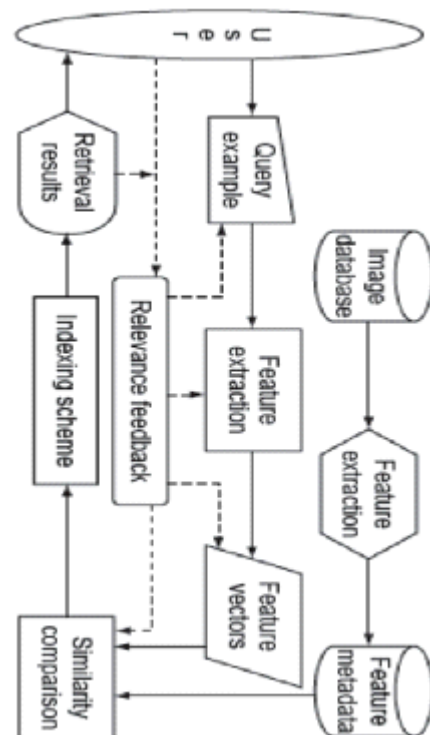 Image
database
Feature
extraction
Feature
metadata
U
s
e
r
Query
example
Feature
extraction
Feature
vectors
Relevance feedback
Retrieval
results
Indexing scheme
Similarity
comparison